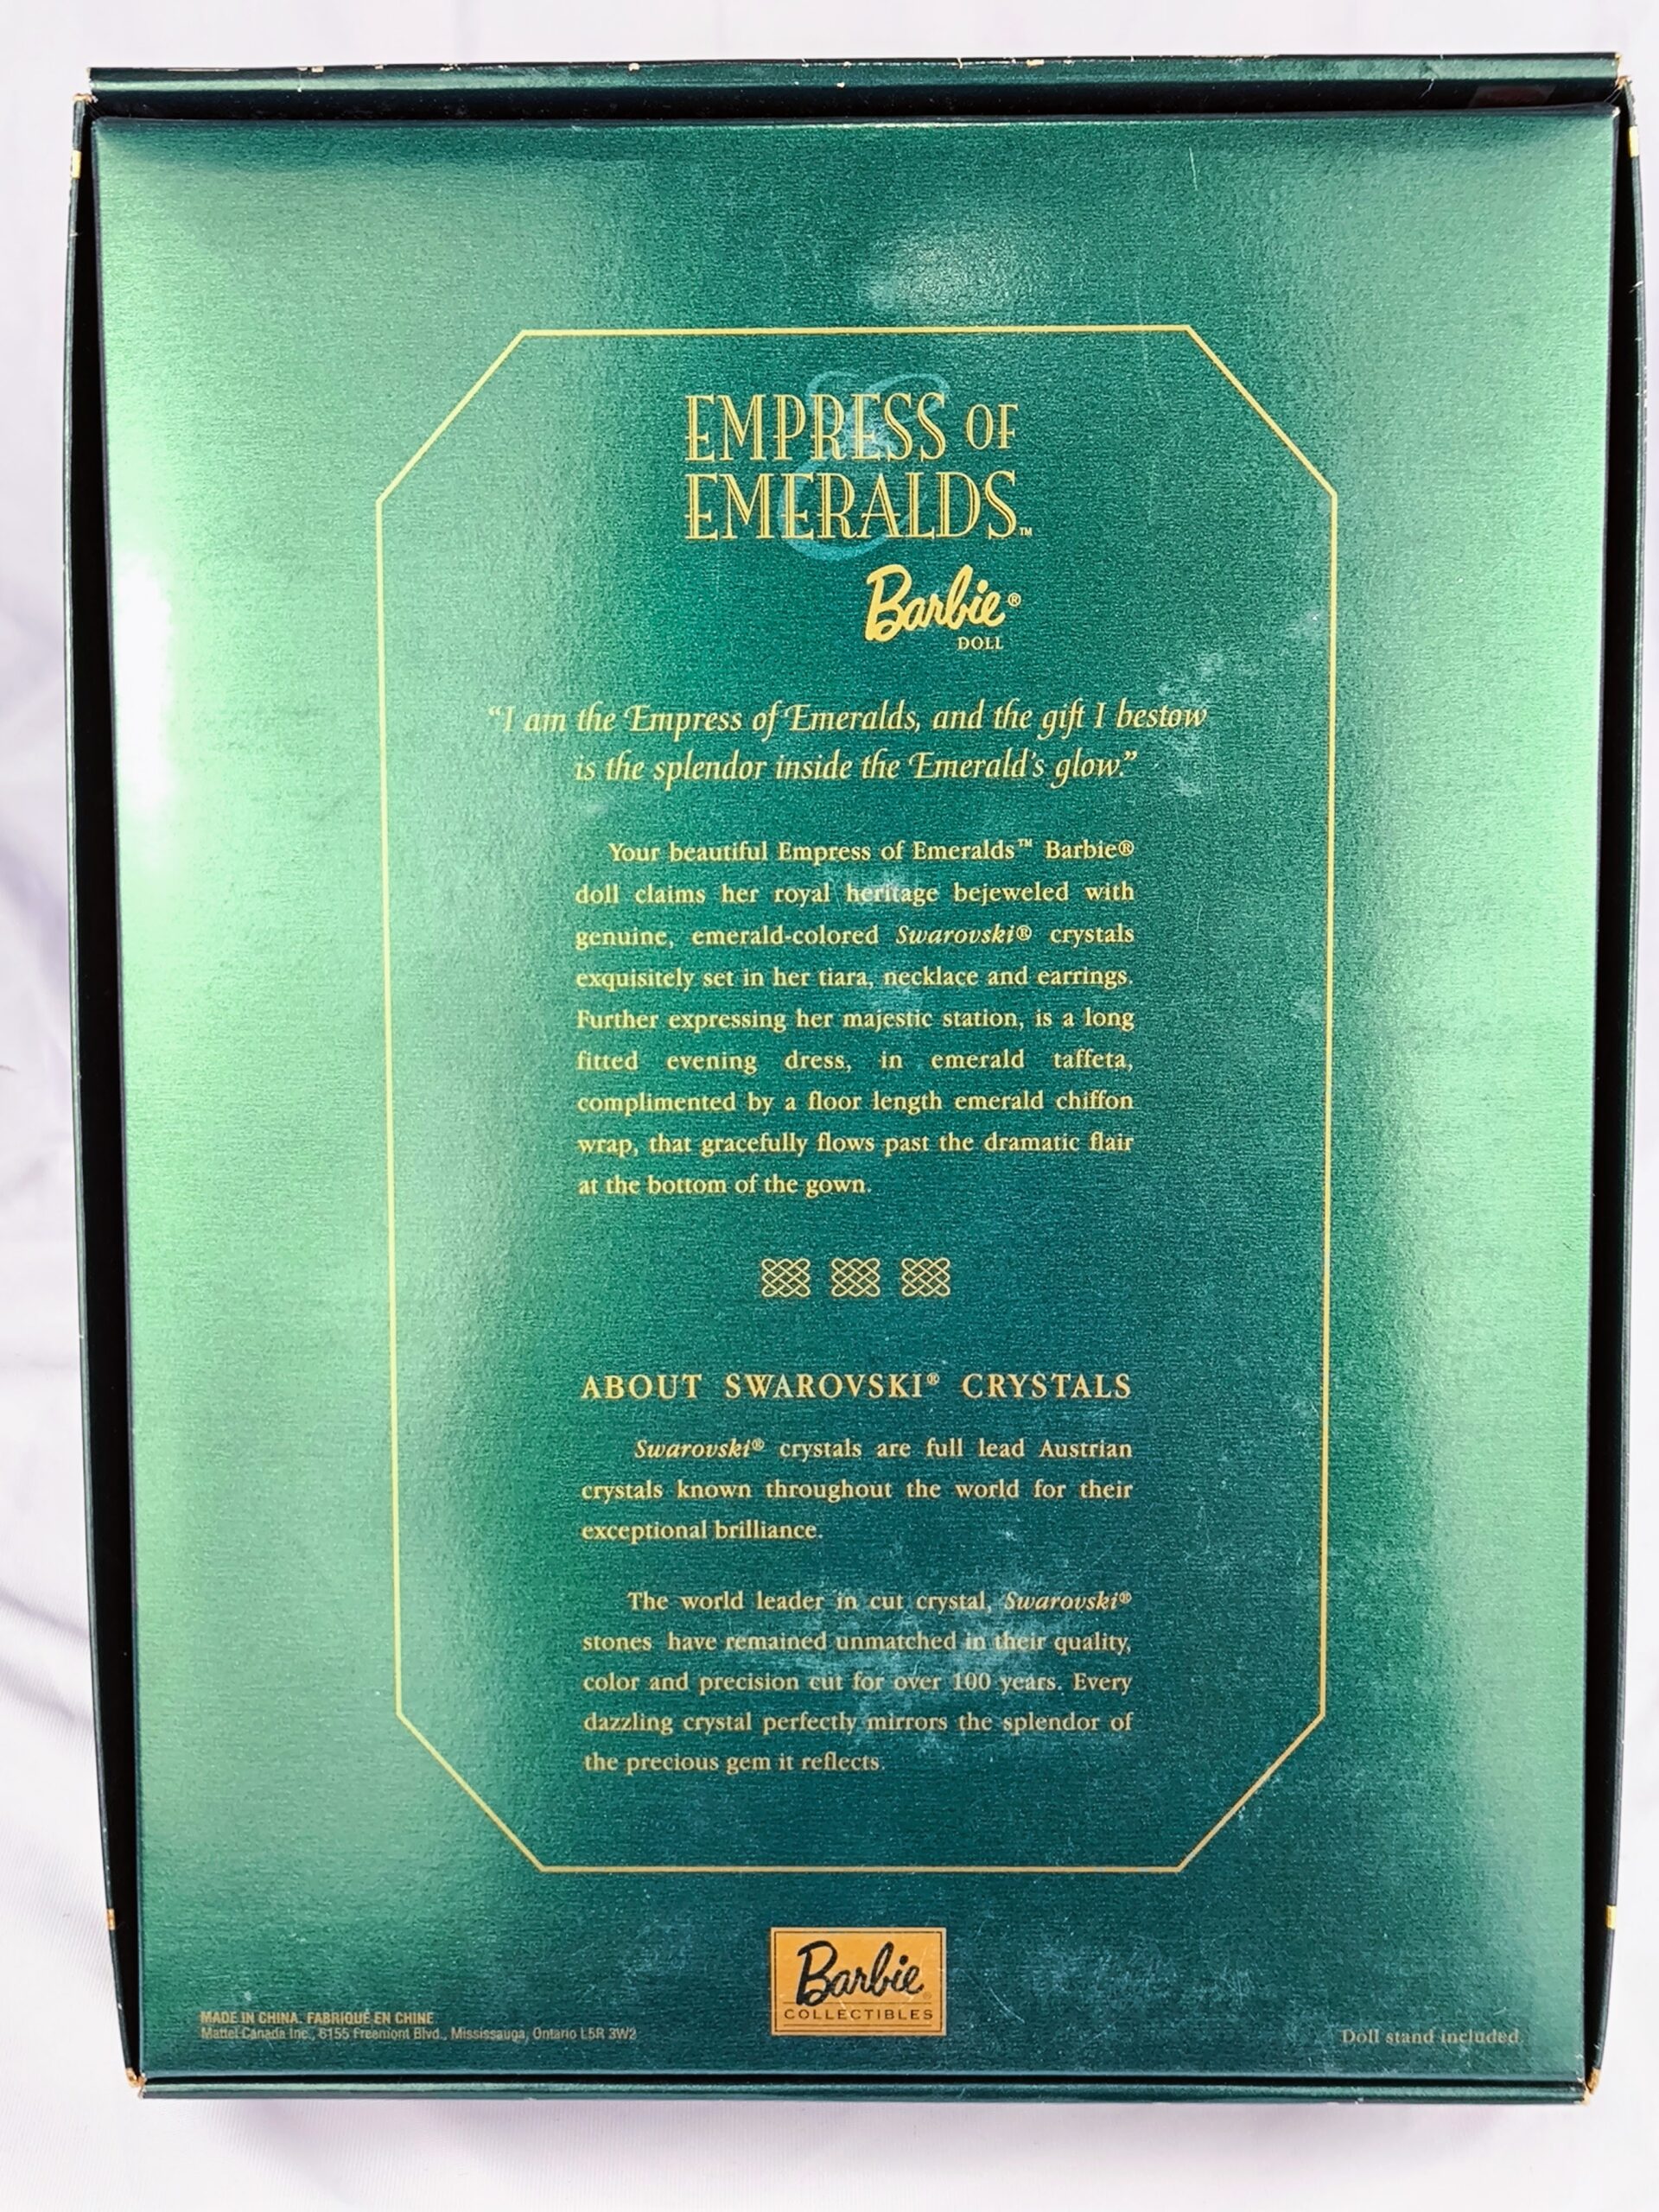 EMPRESS OF
EMERALDS™
Barbie®
DOLL
“I am the Empress of Emeralds, and the gift I bestow
is the splendor inside the Emerald's glow.”
Your beautiful Empress of Emeralds™ Barbie®
doll claims her royal heritage bejeweled with
genuine, emerald-colored Swarovski® crystals
exquisitely set in her tiara, necklace and earrings.
Further expressing her majestic station, is a long
fitted evening dress, in emerald taffeta,
complimented by a floor length emerald chiffon
wrap, that gracefully flows past the dramatic flair
at the bottom of the gown.
ABOUT SWAROVSKI® CRYSTALS
Swarovski® crystals are full lead Austrian
crystals known throughout the world for their
exceptional brilliance.
The world leader in cut crystal, Swarovski®
stones have remained unmatched in their quality,
color and precision cut for over 100 years. Every
dazzling crystal perfectly mirrors the splendor of
the precious gem it reflects.
Barbie®
COLLECTIBLES
MADE IN CHINA. FABRIQUÉ EN CHINE
Mattel Canada Inc., 6155 Freemont Blvd., Mississauga, Ontario L5R 3W2
Doll stand included.